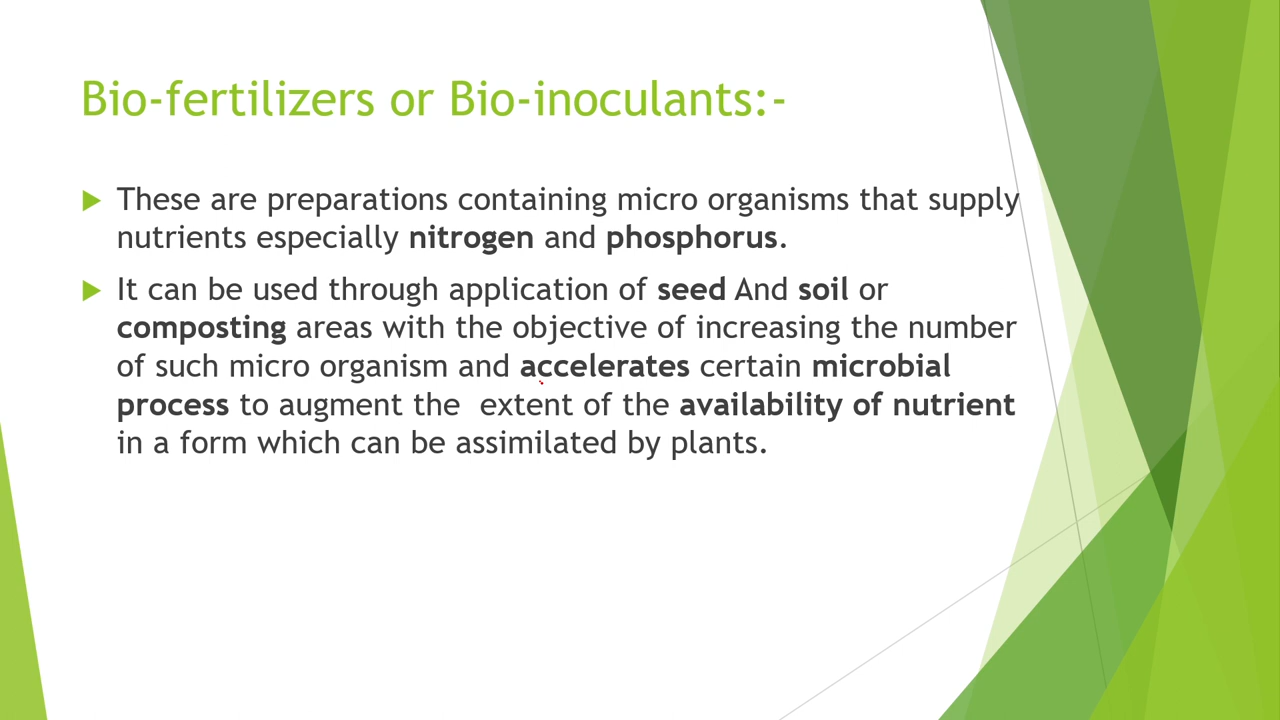 Bio-fertilizers or Bio-inoculants:-
These are preparations containing micro organisms that supply
nutrients especially nitrogen and phosphorus.
It can be used through application of seed And soil or
composting areas with the objective of increasing the number
of such micro organism and accelerates certain microbial
process to augment the  extent of the availability of nutrient
in a form which can be assimilated by plants.